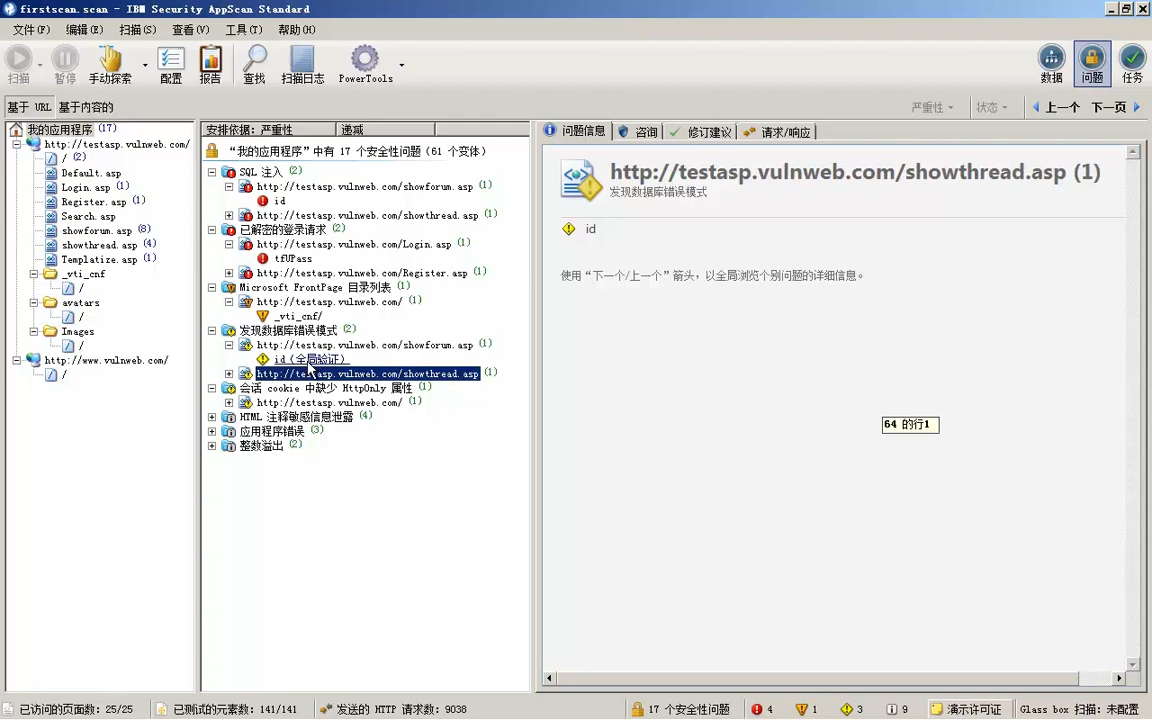 firstscan.scan - IBM Security AppScan Standard
文件(F) 编辑(E) 扫描(S) 查看(V) 工具(T) 帮助(H)
扫描 暂停 手动探索 配置 报告 查找 扫描日志 PowerTools 数据 问题 任务
基于 URL 基于内容的 严重性 状态 上一个 下一页
我的应用程序 (17)
http://testasp.vulnweb.com/
/ (2)
Default.asp
Login.asp (1)
Register.asp (1)
Search.asp
showforum.asp (8)
showthread.asp (4)
Templatize.asp (1)
_vti_cnf
/
avatars
/
Images
/
http://www.vulnweb.com/
/
安排依据: 严重性 递减
“我的应用程序”中有 17 个安全性问题(61 个变体)
SQL 注入 (2)
http://testasp.vulnweb.com/showforum.asp (1)
id
http://testasp.vulnweb.com/showthread.asp (1)
已解密的登录请求 (2)
http://testasp.vulnweb.com/Login.asp (1)
tfUPass
http://testasp.vulnweb.com/Register.asp (1)
Microsoft FrontPage 目录列表 (1)
http://testasp.vulnweb.com/ (1)
_vti_cnf/
发现数据库错误模式 (2)
http://testasp.vulnweb.com/showforum.asp (1)
id（全局验证）
http://testasp.vulnweb.com/showthread.asp (1)
会话 cookie 中缺少 HttpOnly 属性 (1)
http://testasp.vulnweb.com/ (1)
HTML 注释敏感信息泄露 (4)
应用程序错误 (3)
整数溢出 (2)
问题信息 咨询 修订建议 请求/响应
http://testasp.vulnweb.com/showthread.asp (1)
发现数据库错误模式
id
使用“下一个/上一个”箭头，以全局浏览个别问题的详细信息。
64 的行1
已访问的页面数: 25/25 已测试的元素数: 141/141 发送的 HTTP 请求数: 9038 17 个安全性问题 4 1 3 9 演示许可证 Glass box 扫描: 未配置